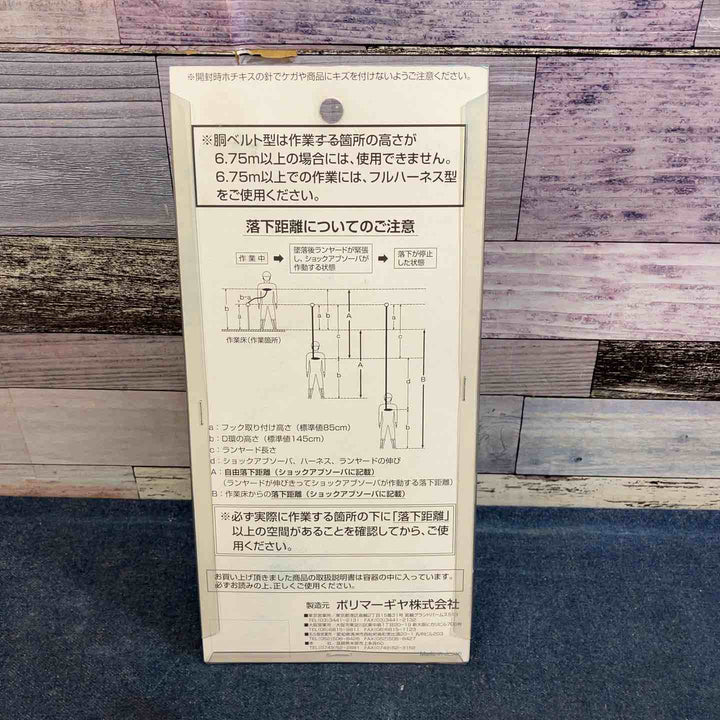 ※開封時ホチキスの針でケガや商品にキズを付けないようご注意ください。
※胴ベルト型は作業する箇所の高さが
6.75m以上の場合には、使用できません。
6.75m以上での作業には、フルハーネス型
をご使用ください。
落下距離についてのご注意
作業中
墜落後ランヤードが緊張
し、ショックアブソーバが
作動する状態
落下が停止
した状態
b-a
a
b
作業床(作業箇所)
a
b
c
A
A
a
b
d
B
a：フック取り付け高さ（標準値85cm）
b：D環の高さ（標準値145cm）
c：ランヤード長さ
d：ショックアブソーバ、ハーネス、ランヤードの伸び
A：自由落下距離（ショックアブソーバに記載）
（ランヤードが伸びきってショックアブソーバが作動する落下距離）
B：作業床からの落下距離（ショックアブソーバに記載）
※必ず実際に作業する箇所の下に「落下距離」
以上の空間があることを確認してから、ご使
用ください。
お買い上げ頂きました商品の取扱説明書は容器の中に入っています。
必ずお読みの上、正しくご使用ください。
製造元 ポリマーギヤ株式会社